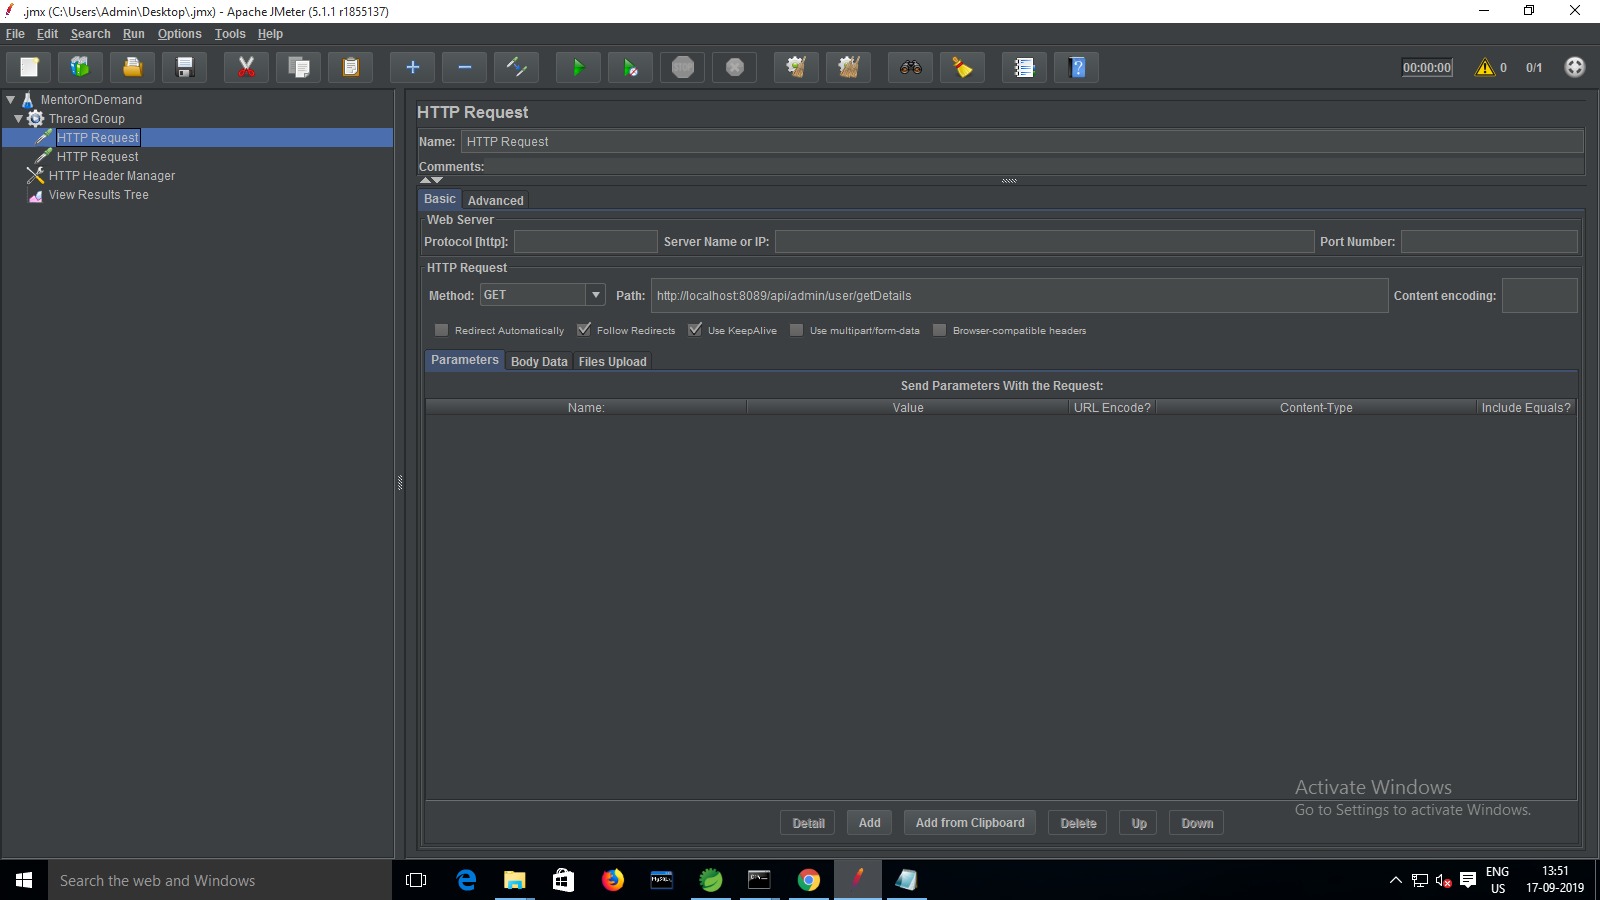 .jmx (C:\Users\Admin\Desktop\.jmx) - Apache JMeter (5.1.1 r1855137)
File Edit Search Run Options Tools Help
00:00:00 0 0/1
MentorOnDemand
Thread Group
HTTP Request
HTTP Request
HTTP Header Manager
View Results Tree
HTTP Request
Name: HTTP Request
Comments:
Basic Advanced
Web Server
Protocol [http]: Server Name or IP: Port Number:
HTTP Request
Method: GET Path: http://localhost:8089/api/admin/user/getDetails Content encoding:
Redirect Automatically Follow Redirects Use KeepAlive Use multipart/form-data Browser-compatible headers
Parameters Body Data Files Upload
Send Parameters With the Request:
Name: Value URL Encode? Content-Type Include Equals?
Activate Windows
Go to Settings to activate Windows.
Detail Add Add from Clipboard Delete Up Down
Search the web and Windows
ENG
US
13:51
17-09-2019